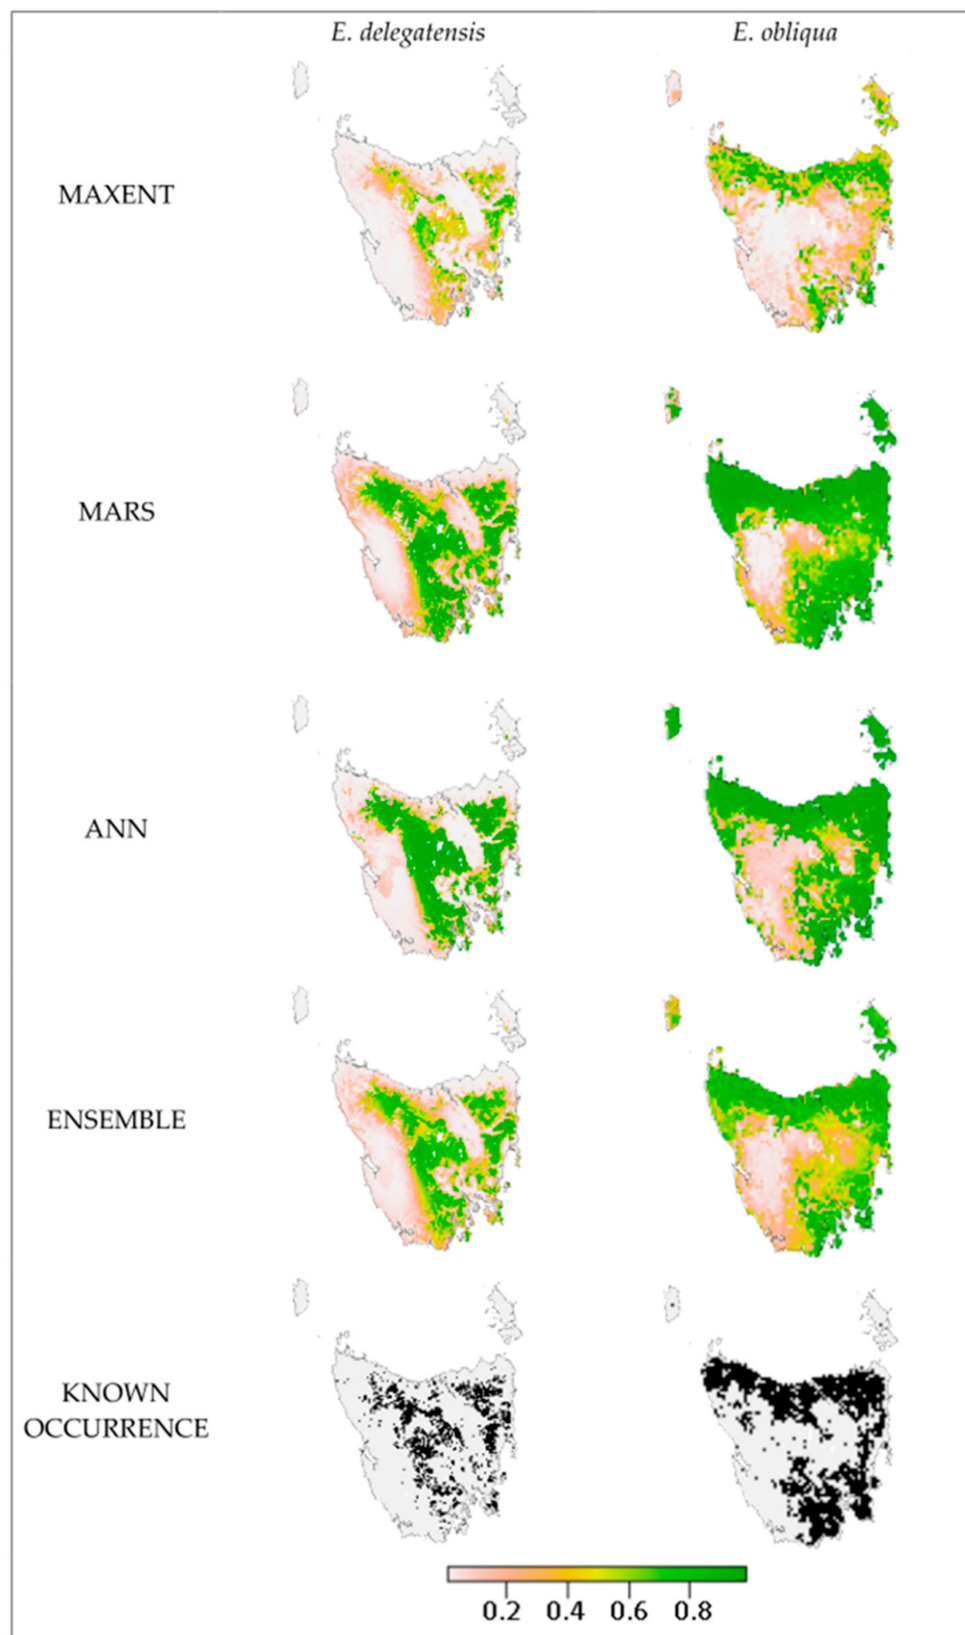 E. delegatensis
E. obliqua
MAXENT
MARS
ANN
ENSEMBLE
KNOWN
OCCURRENCE
0.2 0.4 0.6 0.8